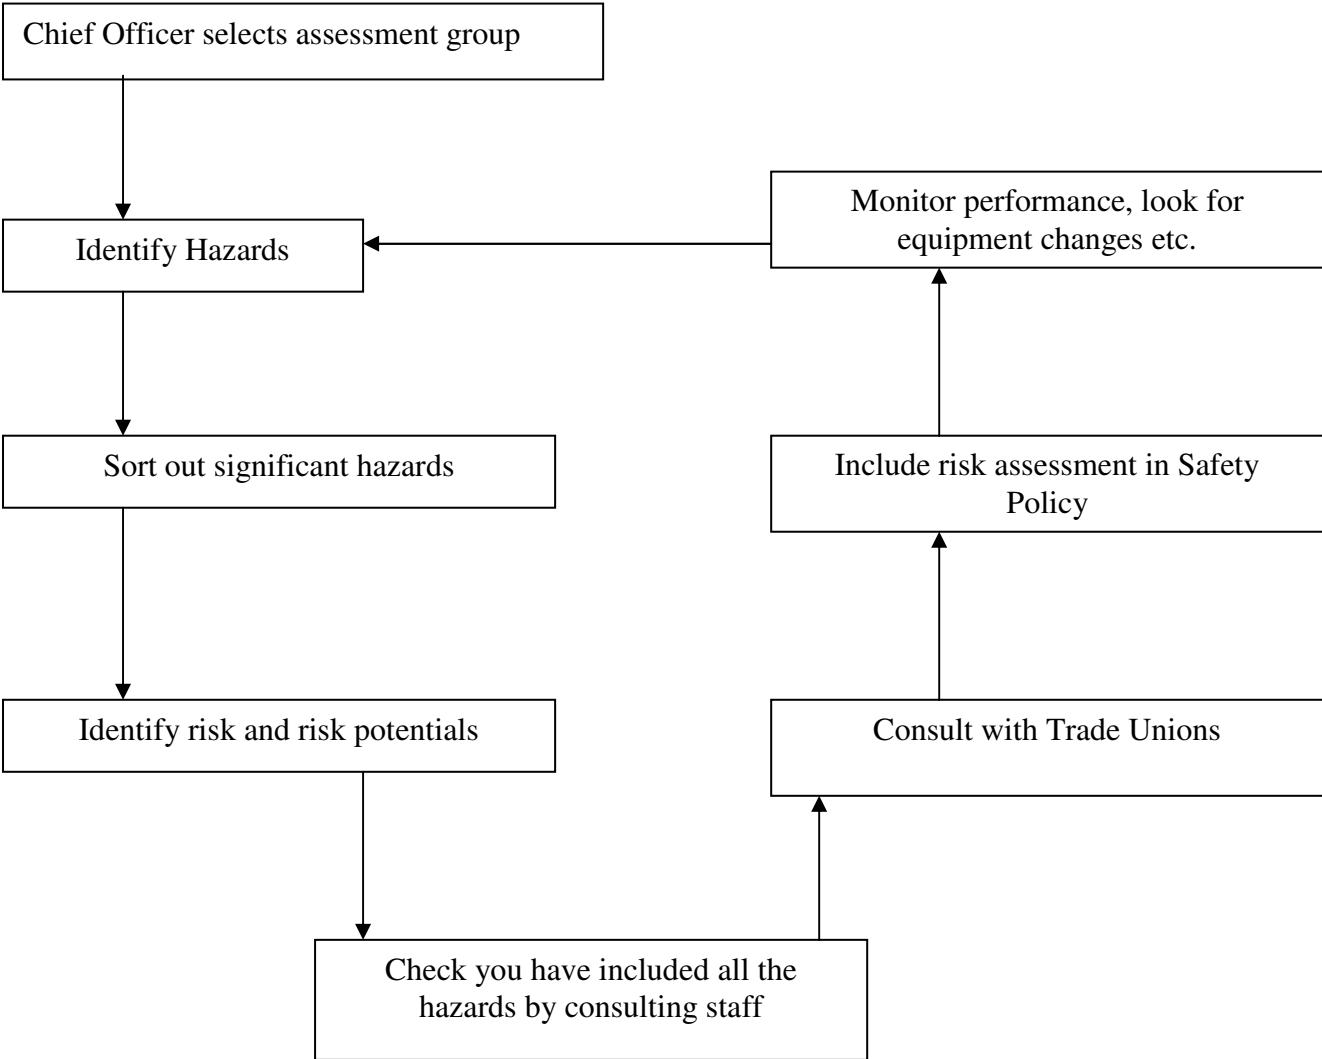 Chief Officer selects assessment group
Monitor performance, look for
equipment changes etc.
Identify Hazards
Sort out significant hazards
Include risk assessment in Safety
Policy
Identify risk and risk potentials
Consult with Trade Unions
Check you have included all the
hazards by consulting staff